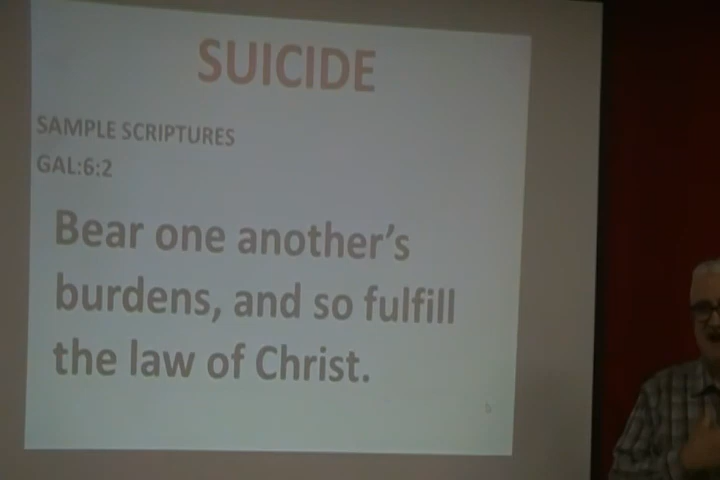 SUICIDE
SAMPLE SCRIPTURES
GAL:6:2
Bear one another's
burdens, and so fulfill
the law of Christ.